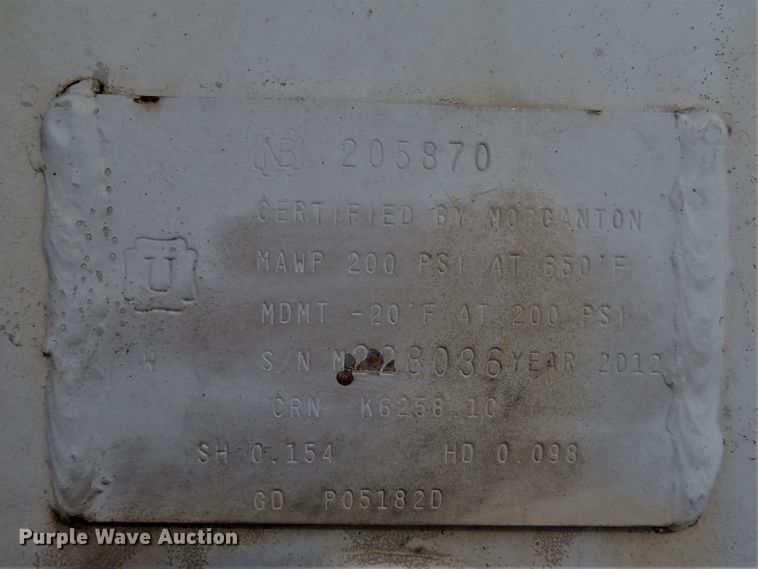 NB 205870
CERTIFIED BY MORGANTON
U
MAWP 200 PSI AT 650°F
MDMT -20°F AT 200 PSI
W S/N M228036 YEAR 2012
CRN K6258.1C
SH 0.154 HD 0.098
GD P05182D
Purple Wave Auction